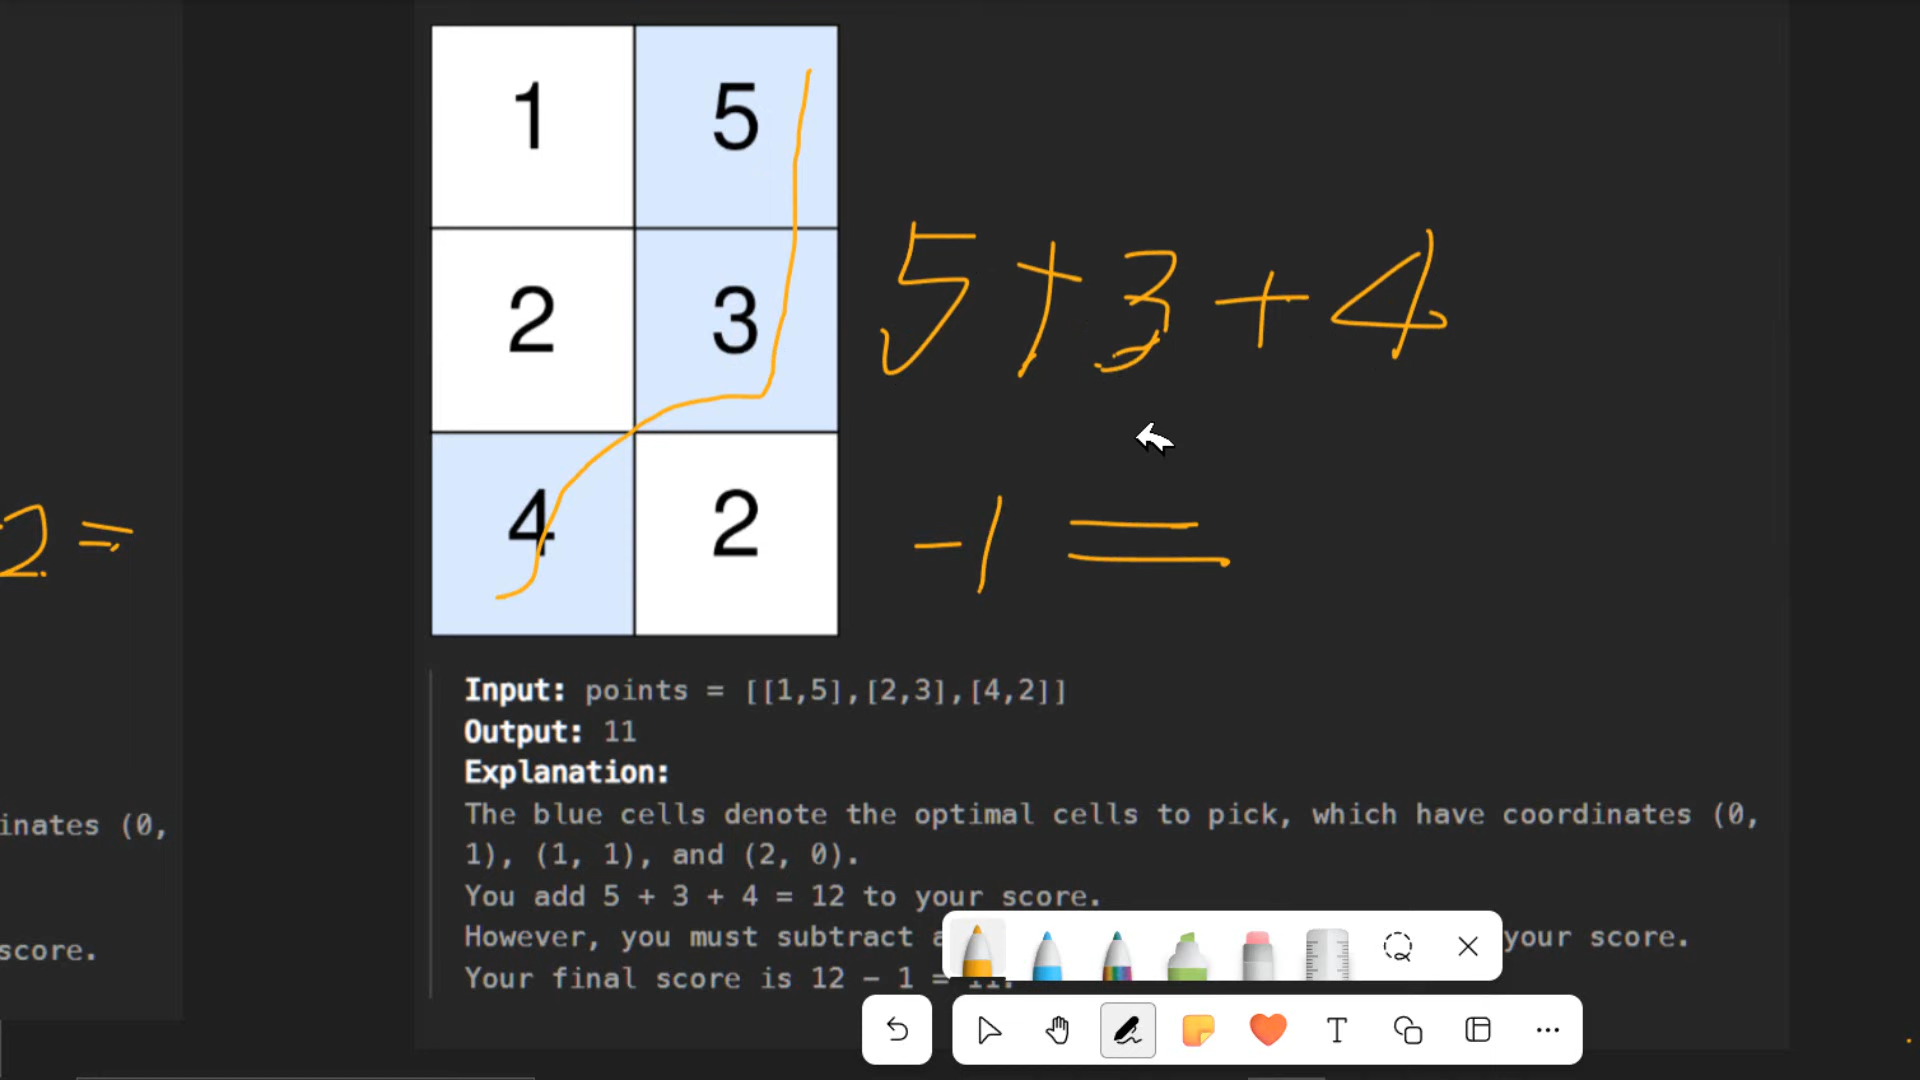 1 5
5+3+4
2 3
2=
4 2
-1 =
Input: points = [[1,5],[2,3],[4,2]]
Output: 11
Explanation:
inates (0,
The blue cells denote the optimal cells to pick, which have coordinates (0,
1), (1, 1), and (2, 0).
You add 5 + 3 + 4 = 12 to your score.
score.
However, you must subtract your score.
Your final score is 12 - 1 = 11.
T